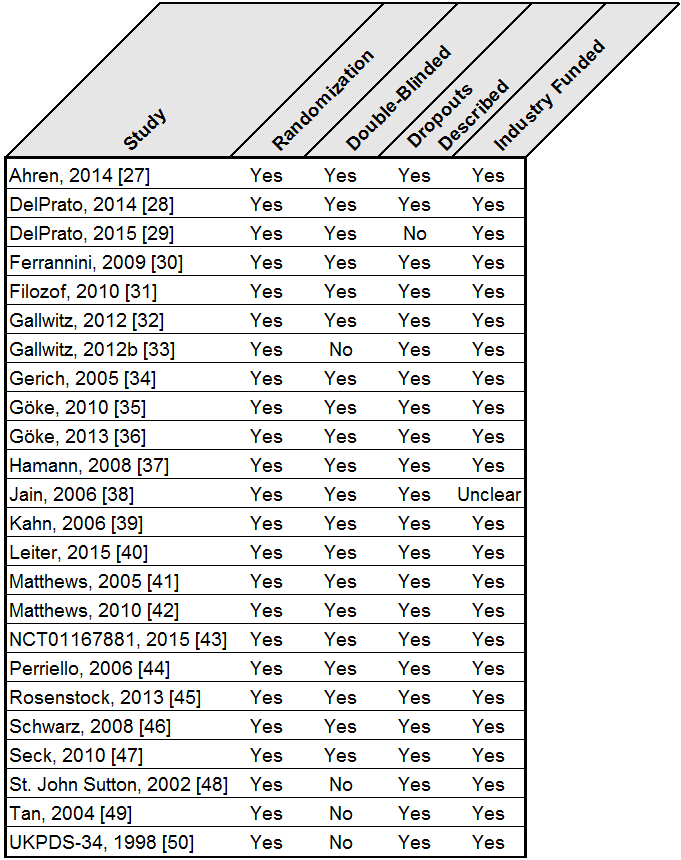 Study Randomization Double-Blinded Dropouts Described Industry Funded
Ahren, 2014 [27] Yes Yes Yes Yes
DelPrato, 2014 [28] Yes Yes Yes Yes
DelPrato, 2015 [29] Yes Yes No Yes
Ferrannini, 2009 [30] Yes Yes Yes Yes
Filozof, 2010 [31] Yes Yes Yes Yes
Gallwitz, 2012 [32] Yes Yes Yes Yes
Gallwitz, 2012b [33] Yes No Yes Yes
Gerich, 2005 [34] Yes Yes Yes Yes
Göke, 2010 [35] Yes Yes Yes Yes
Göke, 2013 [36] Yes Yes Yes Yes
Hamann, 2008 [37] Yes Yes Yes Yes
Jain, 2006 [38] Yes Yes Yes Unclear
Kahn, 2006 [39] Yes Yes Yes Yes
Leiter, 2015 [40] Yes Yes Yes Yes
Matthews, 2005 [41] Yes Yes Yes Yes
Matthews, 2010 [42] Yes Yes Yes Yes
NCT01167881, 2015 [43] Yes Yes Yes Yes
Perriello, 2006 [44] Yes Yes Yes Yes
Rosenstock, 2013 [45] Yes Yes Yes Yes
Schwarz, 2008 [46] Yes Yes Yes Yes
Seck, 2010 [47] Yes Yes Yes Yes
St. John Sutton, 2002 [48] Yes No Yes Yes
Tan, 2004 [49] Yes No Yes Yes
UKPDS-34, 1998 [50] Yes No Yes Yes